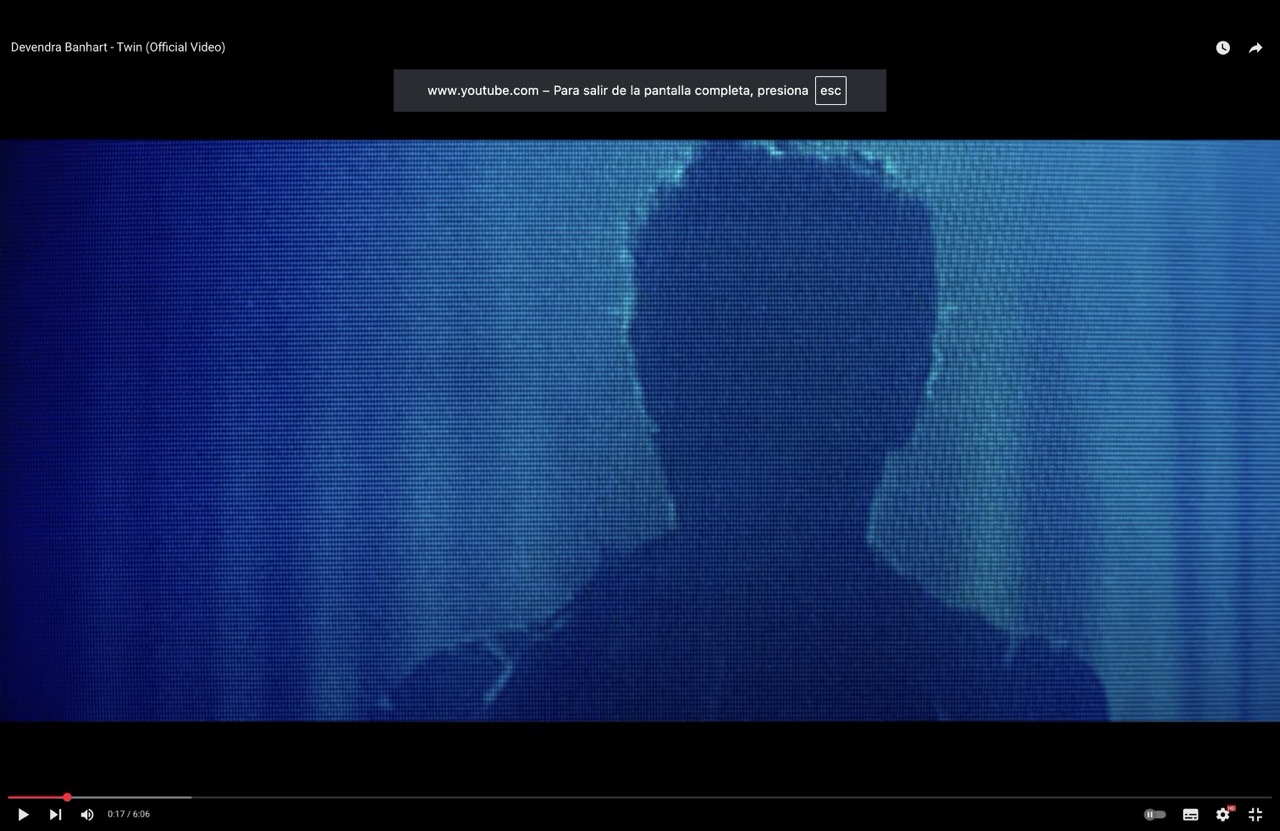 Devendra Banhart - Twin (Official Video)
www.youtube.com – Para salir de la pantalla completa, presiona esc
0:17 / 6:06
HD